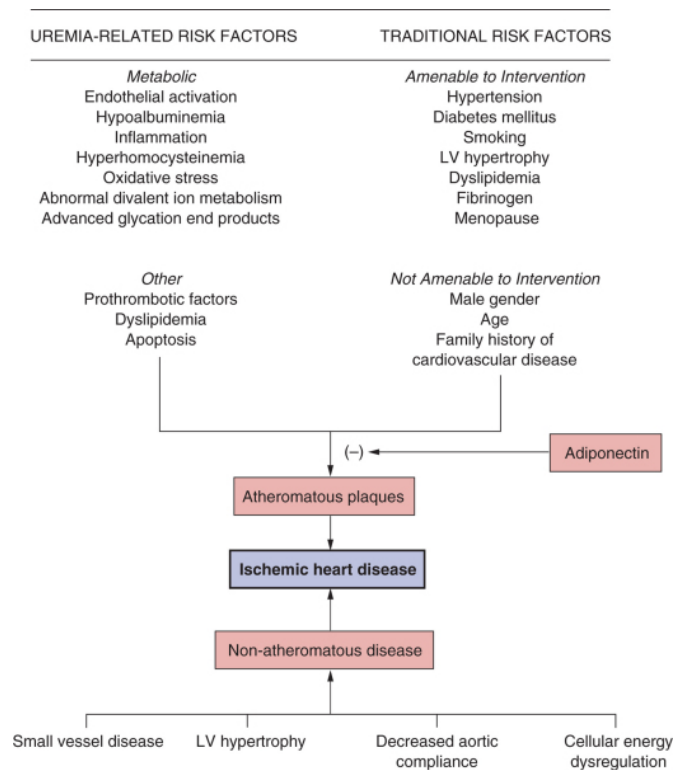 UREMIA-RELATED RISK FACTORS
TRADITIONAL RISK FACTORS
Metabolic
Endothelial activation
Hypoalbuminemia
Inflammation
Hyperhomocysteinemia
Oxidative stress
Abnormal divalent ion metabolism
Advanced glycation end products
Amenable to Intervention
Hypertension
Diabetes mellitus
Smoking
LV hypertrophy
Dyslipidemia
Fibrinogen
Menopause
Other
Prothrombotic factors
Dyslipidemia
Apoptosis
Not Amenable to Intervention
Male gender
Age
Family history of
cardiovascular disease
(–)
Adiponectin
Atheromatous plaques
Ischemic heart disease
Non-atheromatous disease
Small vessel disease
LV hypertrophy
Decreased aortic
compliance
Cellular energy
dysregulation